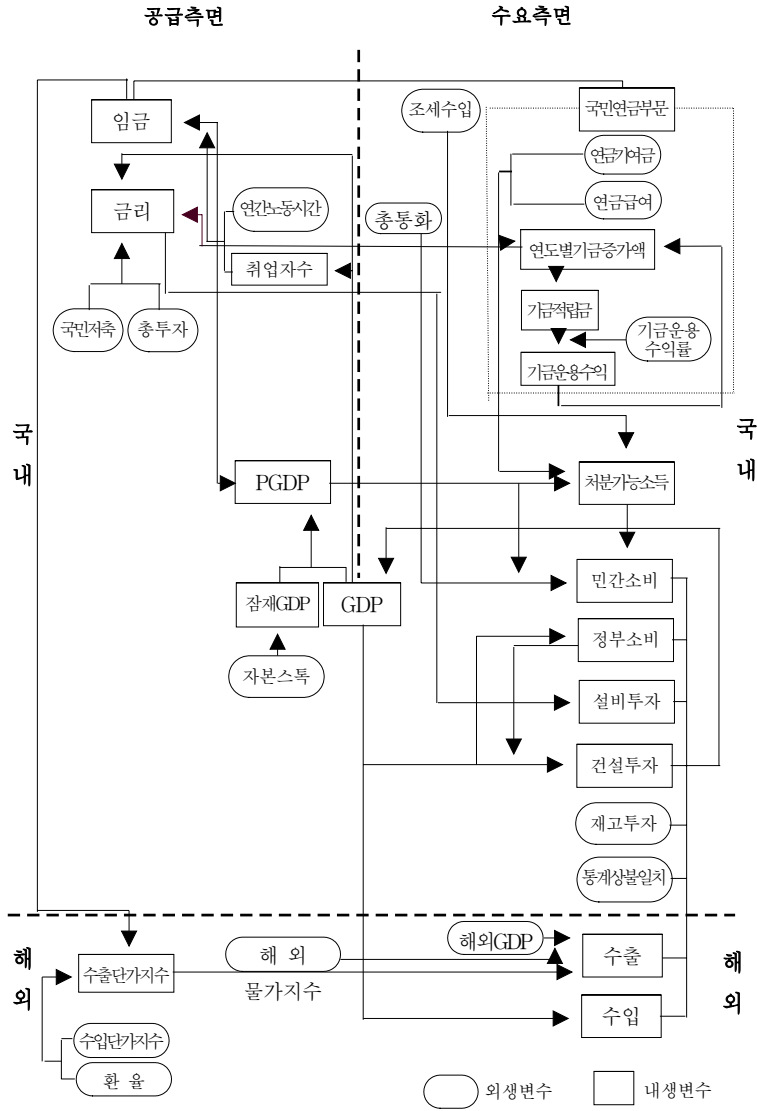 공급측면
수요측면
임금
조세수입
국민연금부문
연금기여금
금리
연간노동시간
연금급여
총통화
연도별기금증가액
취업자수
기금적립금
국민저축
총투자
기금운용
수익률
기금운용수익
국
내
국
내
PGDP
처분가능소득
잠재GDP
GDP
민간소비
정부소비
자본스톡
설비투자
건설투자
재고투자
통계상불일치
해외GDP
해
외
수출단가지수
해 외
물가지수
수출
해
외
수입
수입단가지수
환 율
외생변수
내생변수